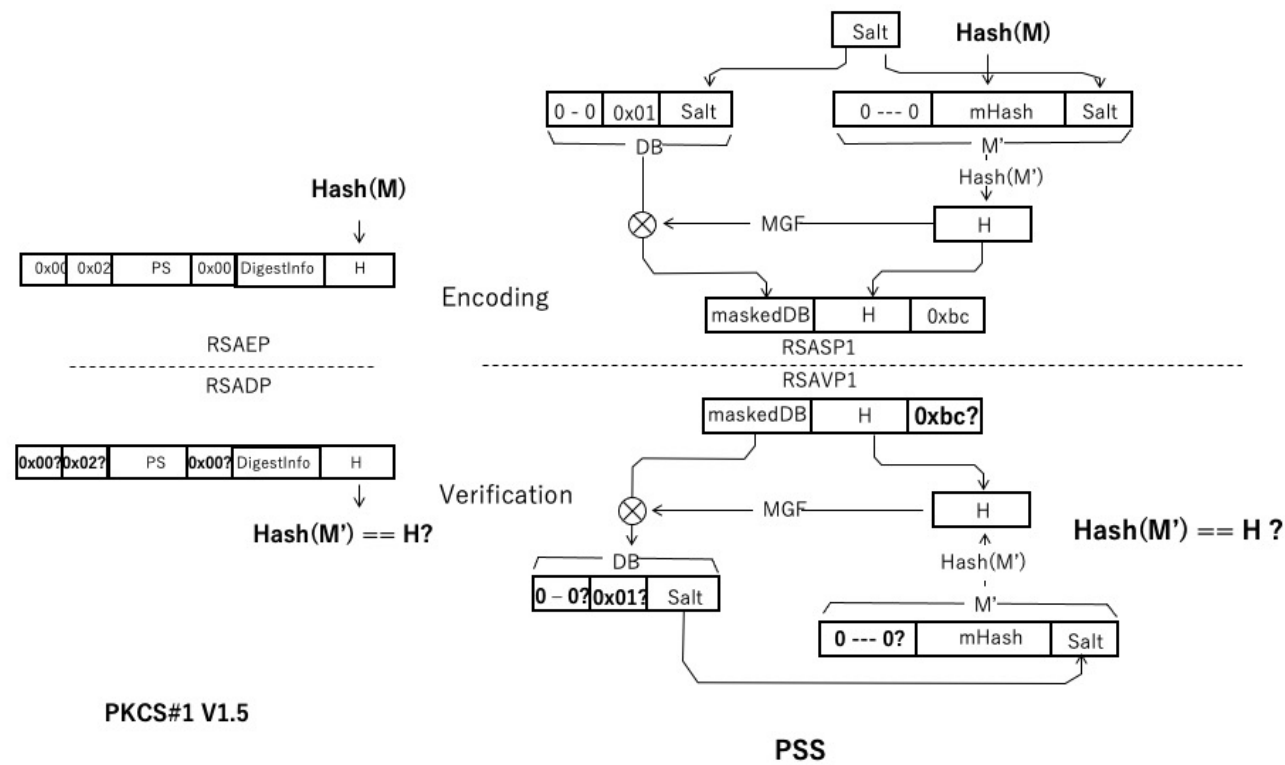 Salt
Hash(M)
0 - 0 0x01 Salt
0 --- 0 mHash Salt
DB
M'
Hash(M')
MGF
H
maskedDB H 0xbc
RSASP1
Hash(M)
0x00 0x02 PS 0x00 DigestInfo H
Encoding
RSAEP
RSADP
0x00? 0x02? PS 0x00? DigestInfo H
Hash(M') == H?
Verification
RSAVP1
maskedDB H 0xbc?
MGF
H
Hash(M') == H ?
Hash(M')
DB
0 – 0? 0x01? Salt
M'
0 --- 0? mHash Salt
PKCS#1 V1.5
PSS